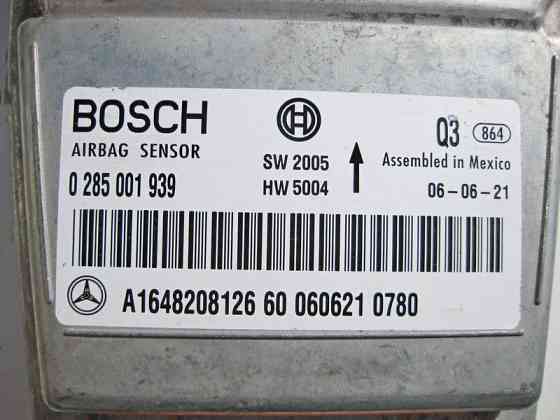 BOSCH
AIRBAG SENSOR
0 285 001 939
SW 2005
HW 5004
Q3 864
Assembled in Mexico
06-06-21
A1648208126 60 060621 0780